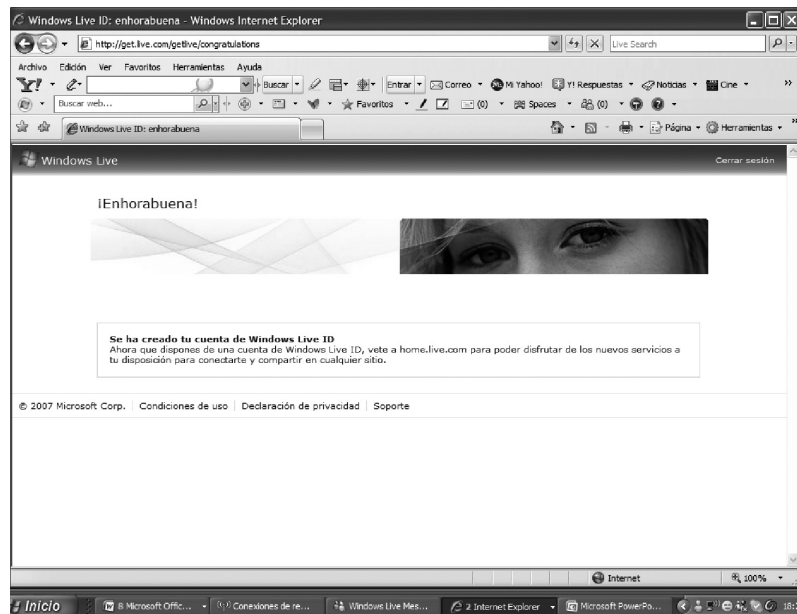 Windows Live ID: enhorabuena - Windows Internet Explorer
http://get.live.com/getlive/congratulations
Live Search
Archivo Edición Ver Favoritos Herramientas Ayuda
Y! Buscar Entrar Correo Mi Yahoo! Y! Respuestas Noticias Cine »
Buscar web... Favoritos (0) Spaces (0)
Windows Live ID: enhorabuena Página Herramientas »
Windows Live Cerrar sesión
¡Enhorabuena!
Se ha creado tu cuenta de Windows Live ID
Ahora que dispones de una cuenta de Windows Live ID, vete a home.live.com para poder disfrutar de los nuevos servicios a
tu disposición para conectarte y compartir en cualquier sitio.
© 2007 Microsoft Corp. Condiciones de uso Declaración de privacidad Soporte
Internet 100%
Inicio 8 Microsoft Offic... Conexiones de re... Windows Live Mes... 2 Internet Explorer Microsoft PowerPo...